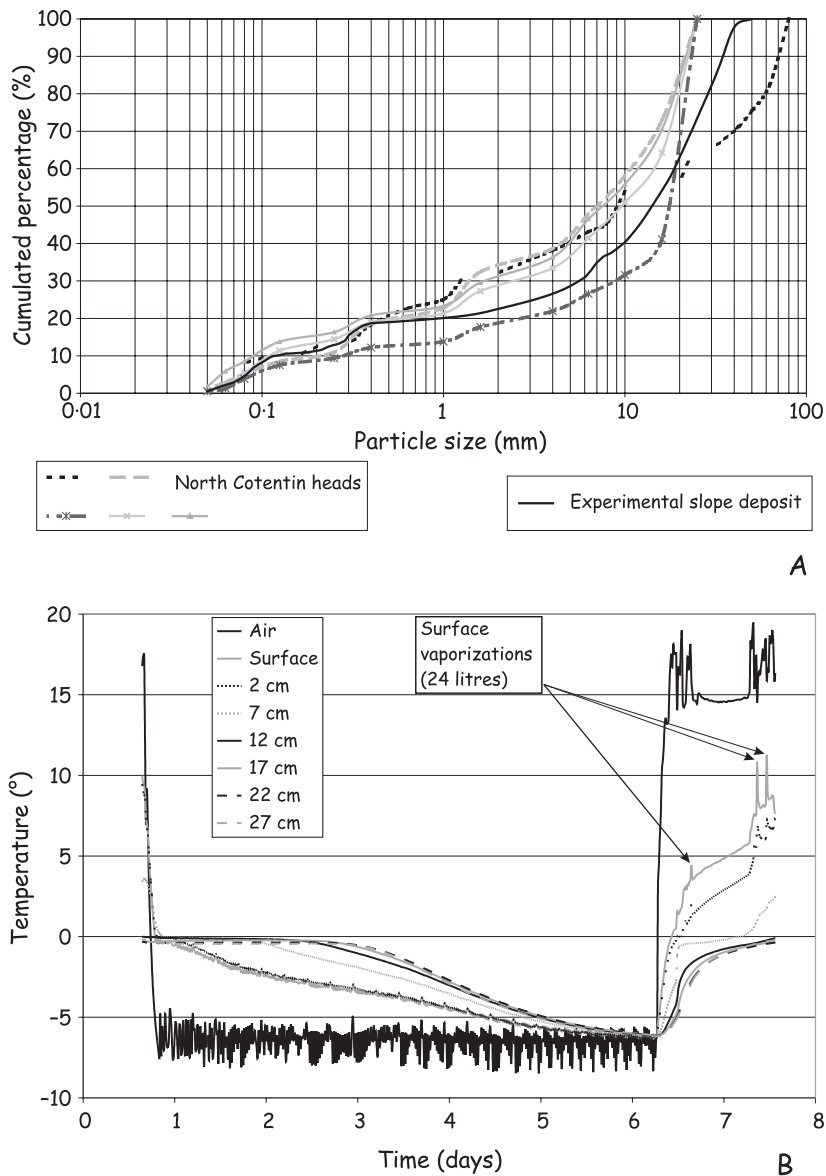 100
90
80
70
60
50
40
30
20
10
0
Cumulated percentage (%)
0·01
0·1
1
10
100
Particle size (mm)
North Cotentin heads
Experimental slope deposit
A
20
15
10
5
0
–5
–10
Temperature (°)
Air
Surface
2 cm
7 cm
12 cm
17 cm
22 cm
27 cm
Surface
vaporizations
(24 litres)
0
1
2
3
4
5
6
7
8
Time (days)
B